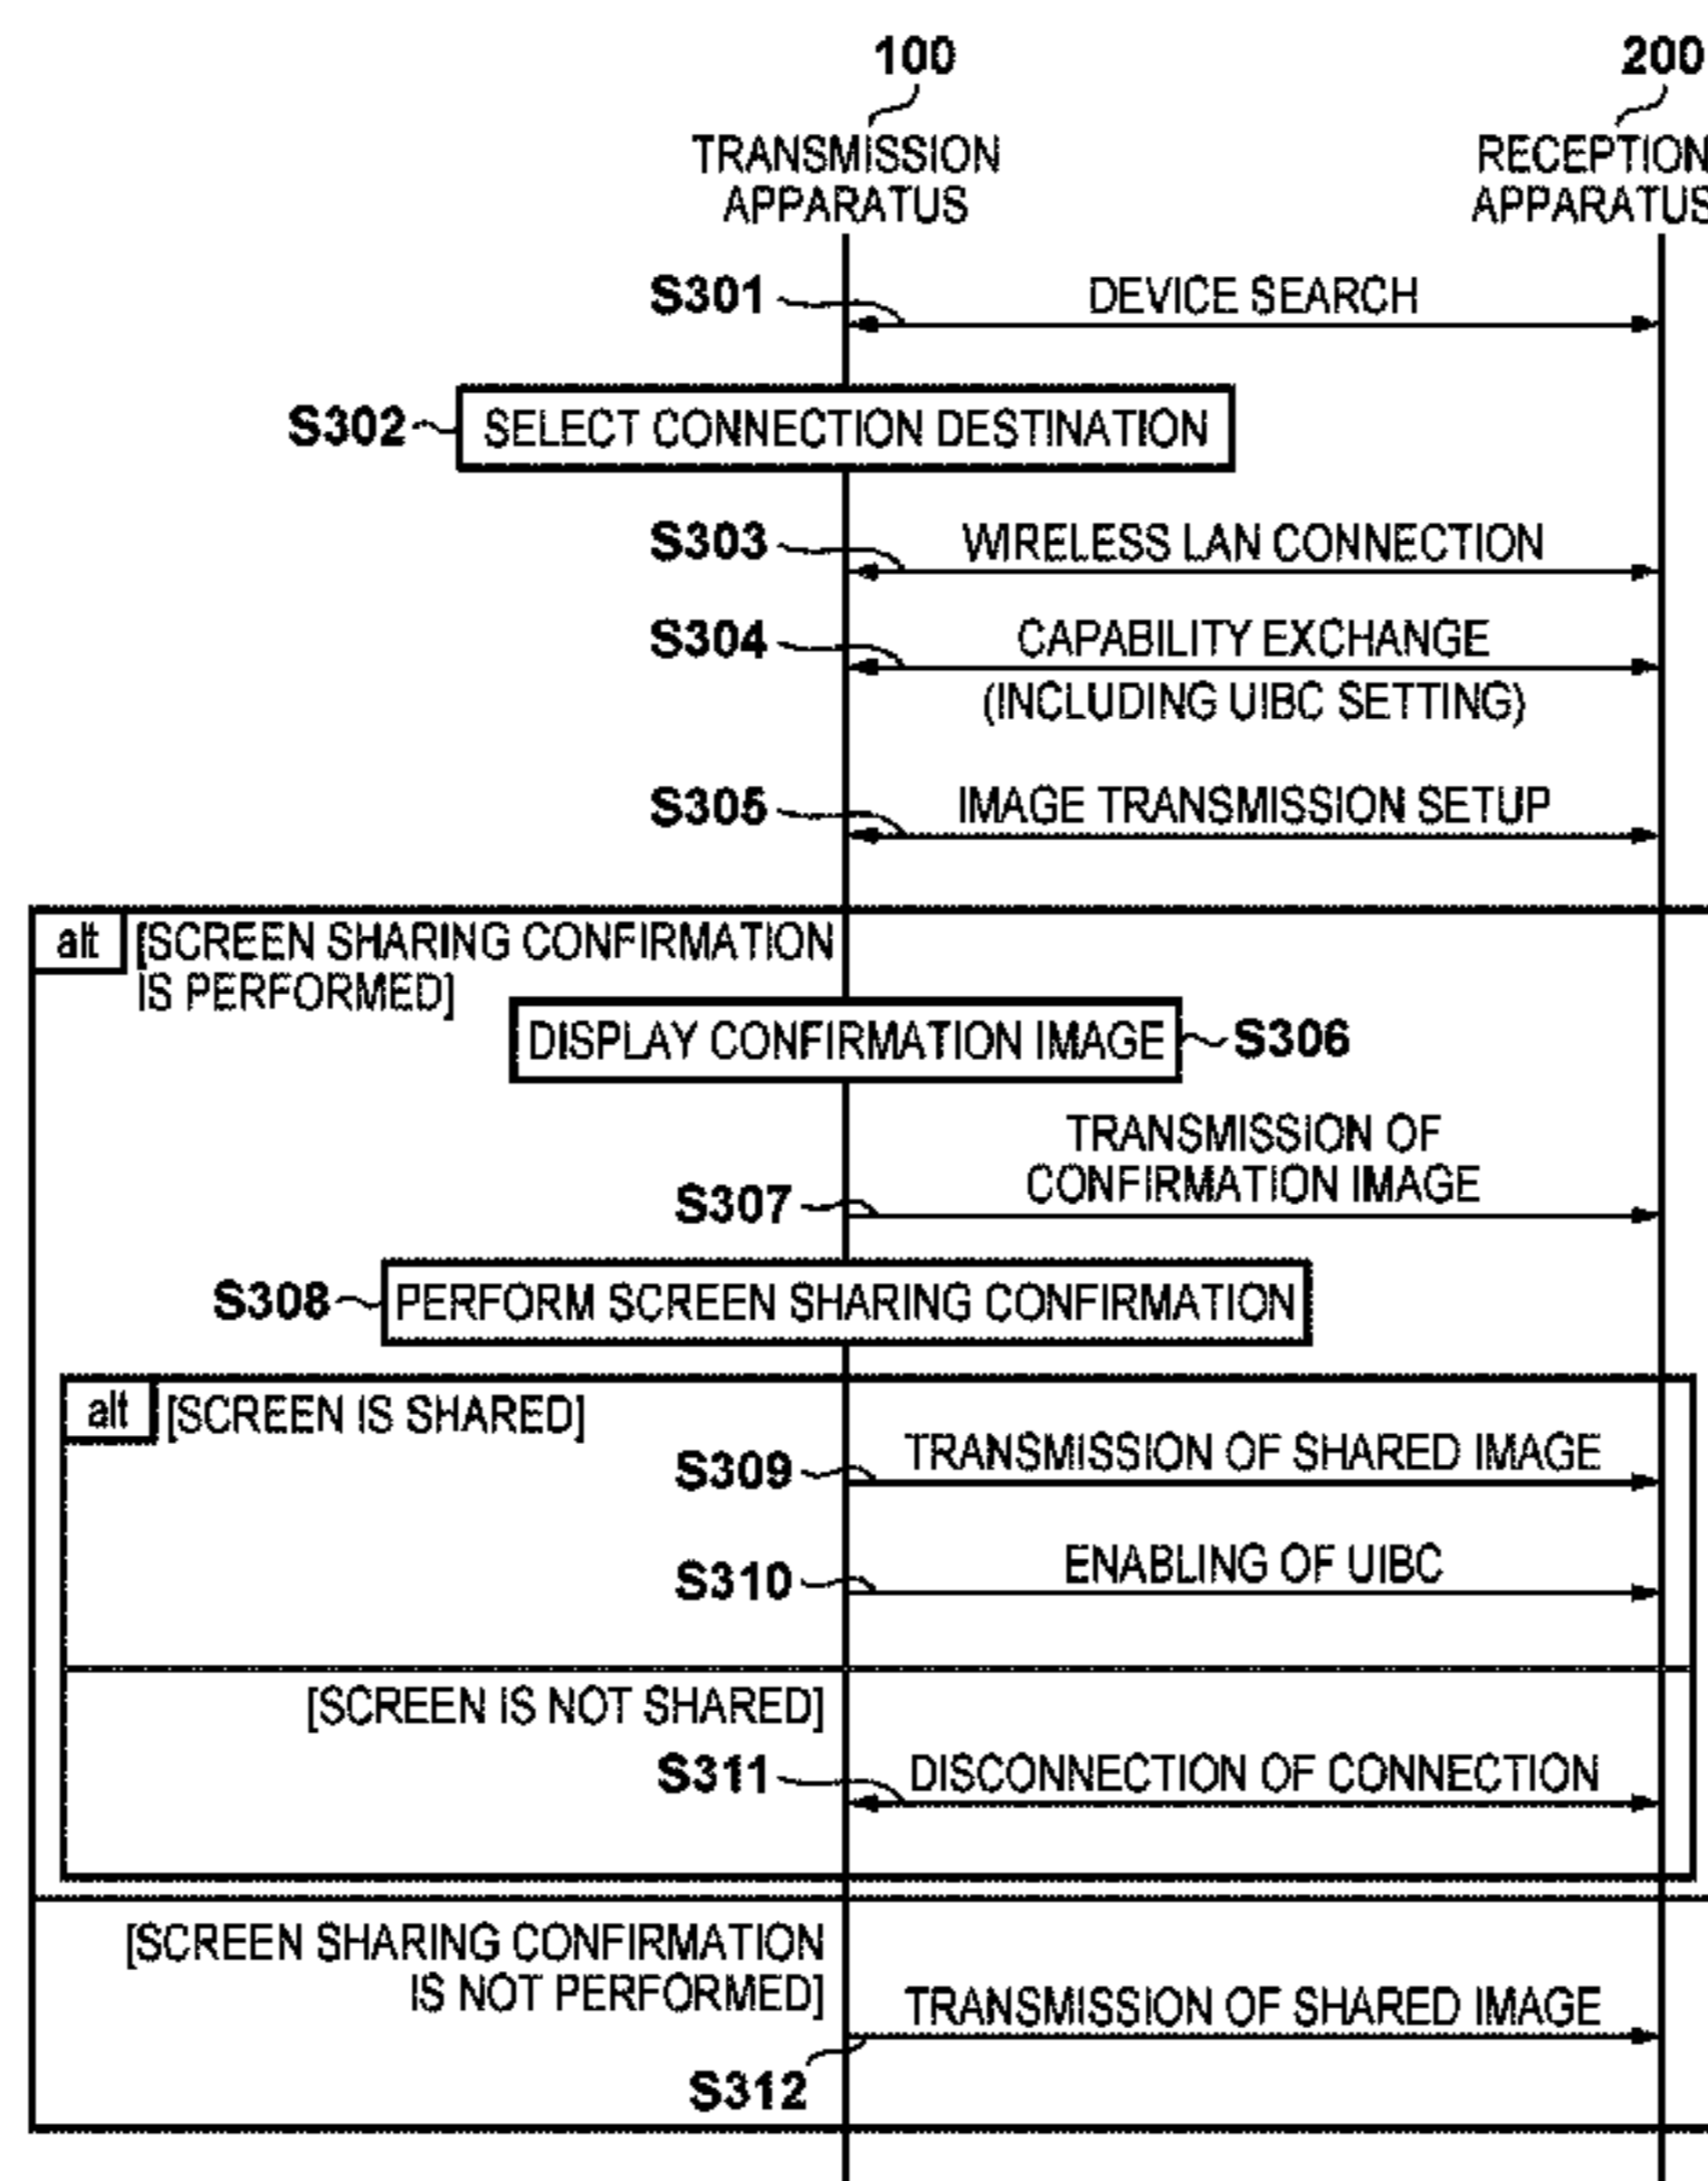 100
200
TRANSMISSION
APPARATUS
RECEPTION
APPARATUS
S301
DEVICE SEARCH
S302
SELECT CONNECTION DESTINATION
S303
WIRELESS LAN CONNECTION
S304
CAPABILITY EXCHANGE
(INCLUDING UIBC SETTING)
S305
IMAGE TRANSMISSION SETUP
alt
[SCREEN SHARING CONFIRMATION
IS PERFORMED]
DISPLAY CONFIRMATION IMAGE
S306
TRANSMISSION OF
CONFIRMATION IMAGE
S307
S308
PERFORM SCREEN SHARING CONFIRMATION
alt
[SCREEN IS SHARED]
S309
TRANSMISSION OF SHARED IMAGE
S310
ENABLING OF UIBC
[SCREEN IS NOT SHARED]
S311
DISCONNECTION OF CONNECTION
[SCREEN SHARING CONFIRMATION
IS NOT PERFORMED]
TRANSMISSION OF SHARED IMAGE
S312